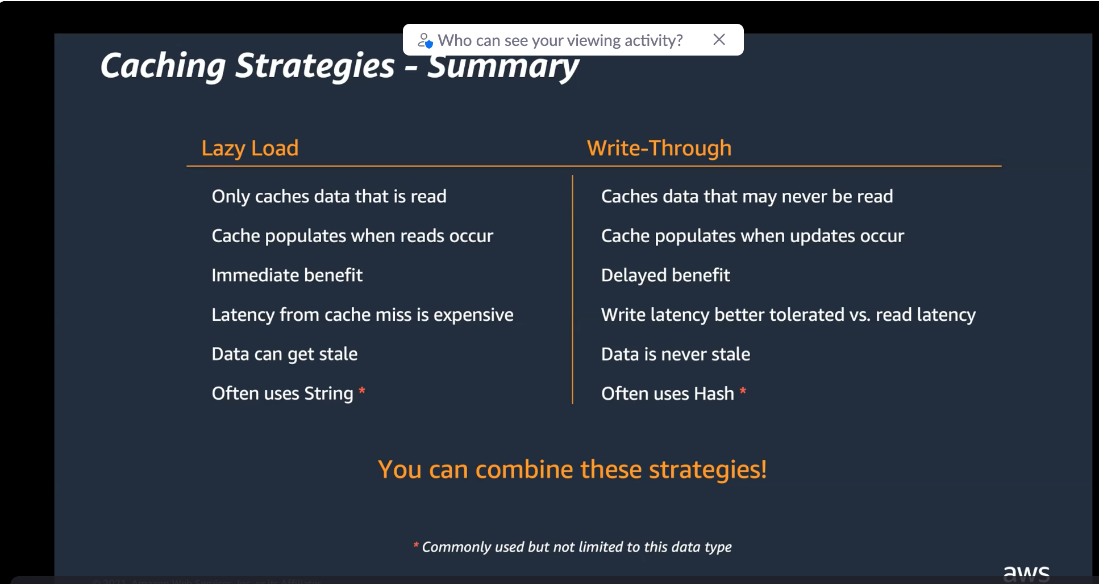 Who can see your viewing activity?
Caching Strategies - Summary
Lazy Load
Only caches data that is read
Cache populates when reads occur
Immediate benefit
Latency from cache miss is expensive
Data can get stale
Often uses String *
Write-Through
Caches data that may never be read
Cache populates when updates occur
Delayed benefit
Write latency better tolerated vs. read latency
Data is never stale
Often uses Hash *
You can combine these strategies!
* Commonly used but not limited to this data type
aws